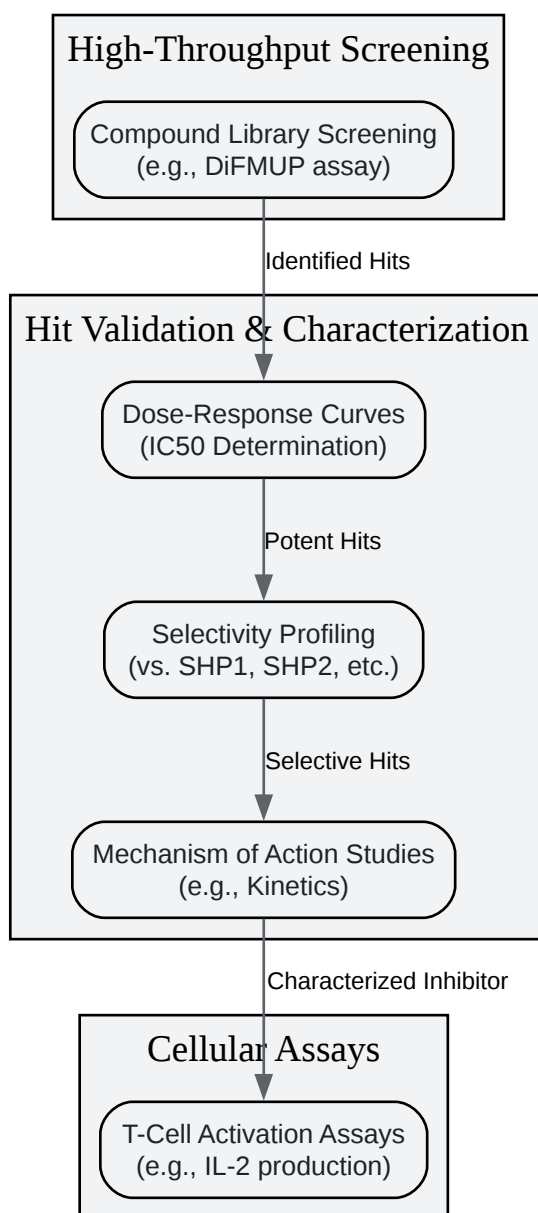 High-Throughput Screening
Compound Library Screening
(e.g., DiFMUP assay)
Identified Hits
Hit Validation & Characterization
Dose-Response Curves
(IC50 Determination)
Potent Hits
Selectivity Profiling
(vs. SHP1, SHP2, etc.)
Selective Hits
Mechanism of Action Studies
(e.g., Kinetics)
Characterized Inhibitor
Cellular Assays
T-Cell Activation Assays
(e.g., IL-2 production)